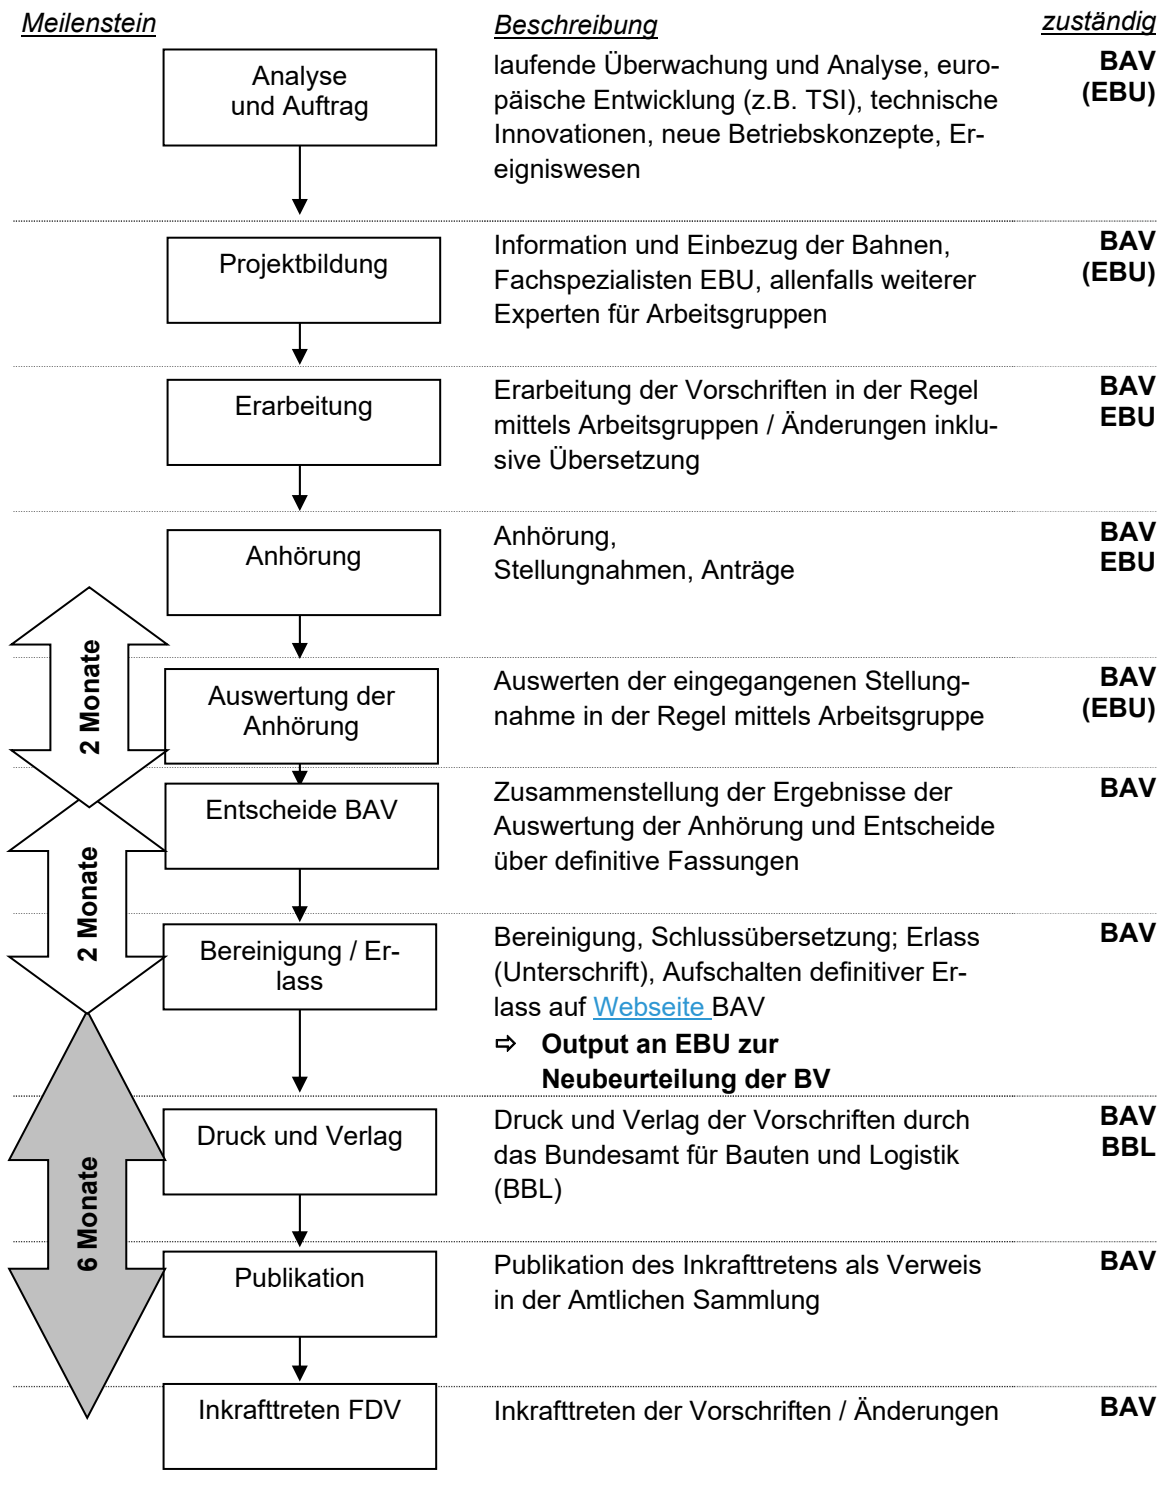 Meilenstein
Beschreibung
zuständig
Analyse
und Auftrag
laufende Überwachung und Analyse, euro-
päische Entwicklung (z.B. TSI), technische
Innovationen, neue Betriebskonzepte, Er-
eigniswesen
BAV
(EBU)
Projektbildung
Information und Einbezug der Bahnen,
Fachspezialisten EBU, allenfalls weiterer
Experten für Arbeitsgruppen
BAV
(EBU)
Erarbeitung
Erarbeitung der Vorschriften in der Regel
mittels Arbeitsgruppen / Änderungen inklu-
sive Übersetzung
BAV
EBU
Anhörung
Anhörung,
Stellungnahmen, Anträge
BAV
EBU
2 Monate
Auswertung der
Anhörung
Auswerten der eingegangenen Stellung-
nahme in der Regel mittels Arbeitsgruppe
BAV
(EBU)
Entscheide BAV
Zusammenstellung der Ergebnisse der
Auswertung der Anhörung und Entscheide
über definitive Fassungen
BAV
2 Monate
Bereinigung / Er-
lass
Bereinigung, Schlussübersetzung; Erlass
(Unterschrift), Aufschalten definitiver Er-
lass auf Webseite BAV
⇨ Output an EBU zur
Neubeurteilung der BV
BAV
6 Monate
Druck und Verlag
Druck und Verlag der Vorschriften durch
das Bundesamt für Bauten und Logistik
(BBL)
BAV
BBL
Publikation
Publikation des Inkrafttretens als Verweis
in der Amtlichen Sammlung
BAV
Inkrafttreten FDV
Inkrafttreten der Vorschriften / Änderungen
BAV